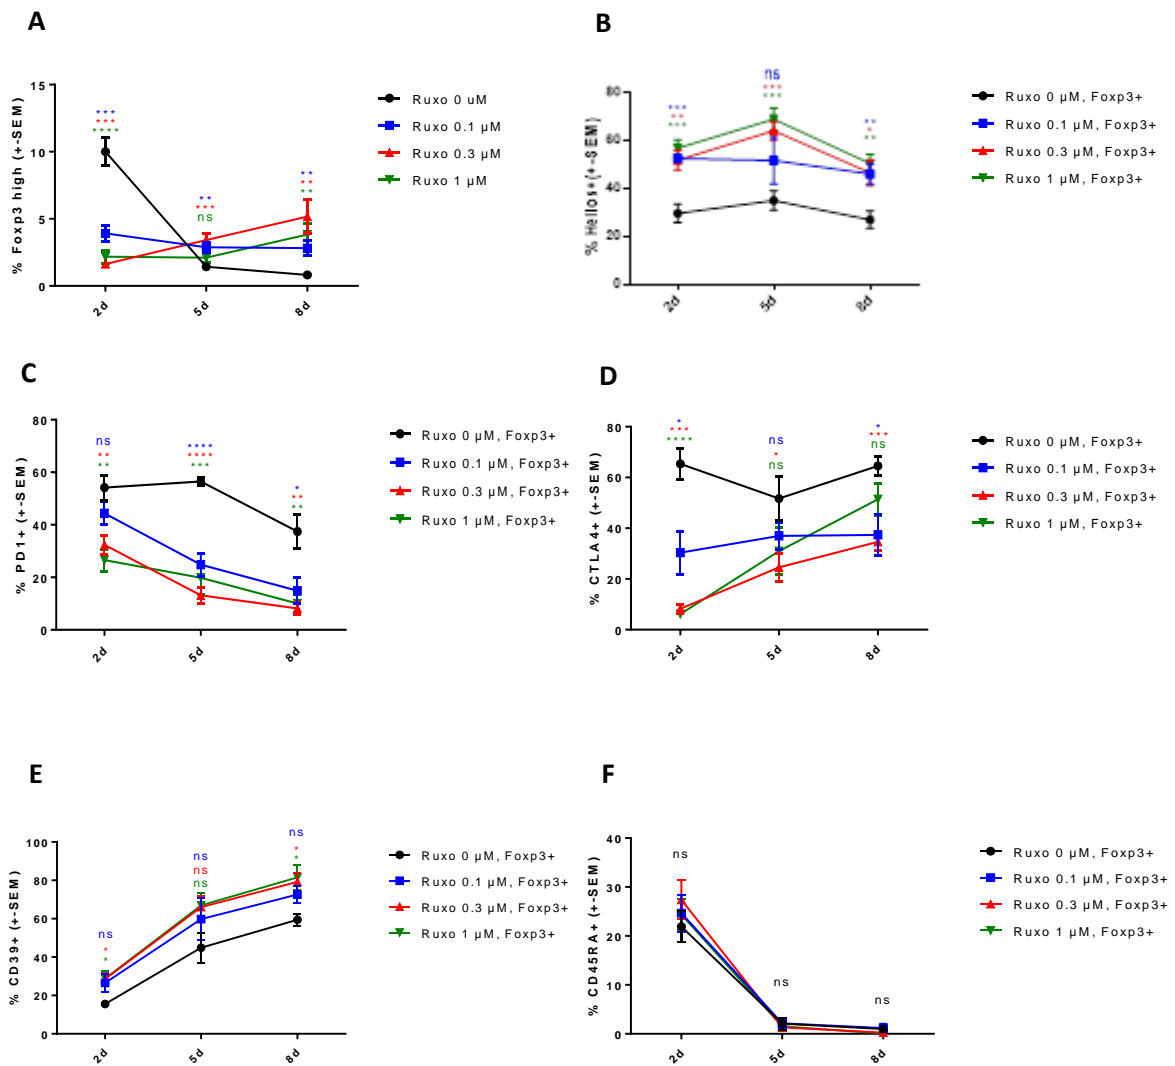 A
% Foxp3 high (+-SEM)
15
10
5
0
***
***
****
**
***
ns
**
**
**
2d
5d
8d
Ruxo 0 uM
Ruxo 0.1 µM
Ruxo 0.3 µM
Ruxo 1 µM
B
% Helios+(+-SEM)
80
60
40
20
0
***
**
***
ns
***
***
**
*
**
2d
5d
8d
Ruxo 0 µM, Foxp3+
Ruxo 0.1 µM, Foxp3+
Ruxo 0.3 µM, Foxp3+
Ruxo 1 µM, Foxp3+
C
% PD1+ (+-SEM)
80
60
40
20
0
ns
**
**
****
****
***
*
**
**
2d
5d
8d
Ruxo 0 µM, Foxp3+
Ruxo 0.1 µM, Foxp3+
Ruxo 0.3 µM, Foxp3+
Ruxo 1 µM, Foxp3+
D
% CTLA4+ (+-SEM)
80
60
40
20
0
*
***
****
ns
*
ns
*
***
ns
2d
5d
8d
Ruxo 0 µM, Foxp3+
Ruxo 0.1 µM, Foxp3+
Ruxo 0.3 µM, Foxp3+
Ruxo 1 µM, Foxp3+
E
% CD39+ (+-SEM)
100
80
60
40
20
0
ns
*
*
ns
ns
ns
ns
*
*
2d
5d
8d
Ruxo 0 µM, Foxp3+
Ruxo 0.1 µM, Foxp3+
Ruxo 0.3 µM, Foxp3+
Ruxo 1 µM, Foxp3+
F
% CD45RA+ (+-SEM)
40
30
20
10
0
ns
ns
ns
2d
5d
8d
Ruxo 0 µM, Foxp3+
Ruxo 0.1 µM, Foxp3+
Ruxo 0.3 µM, Foxp3+
Ruxo 1 µM, Foxp3+